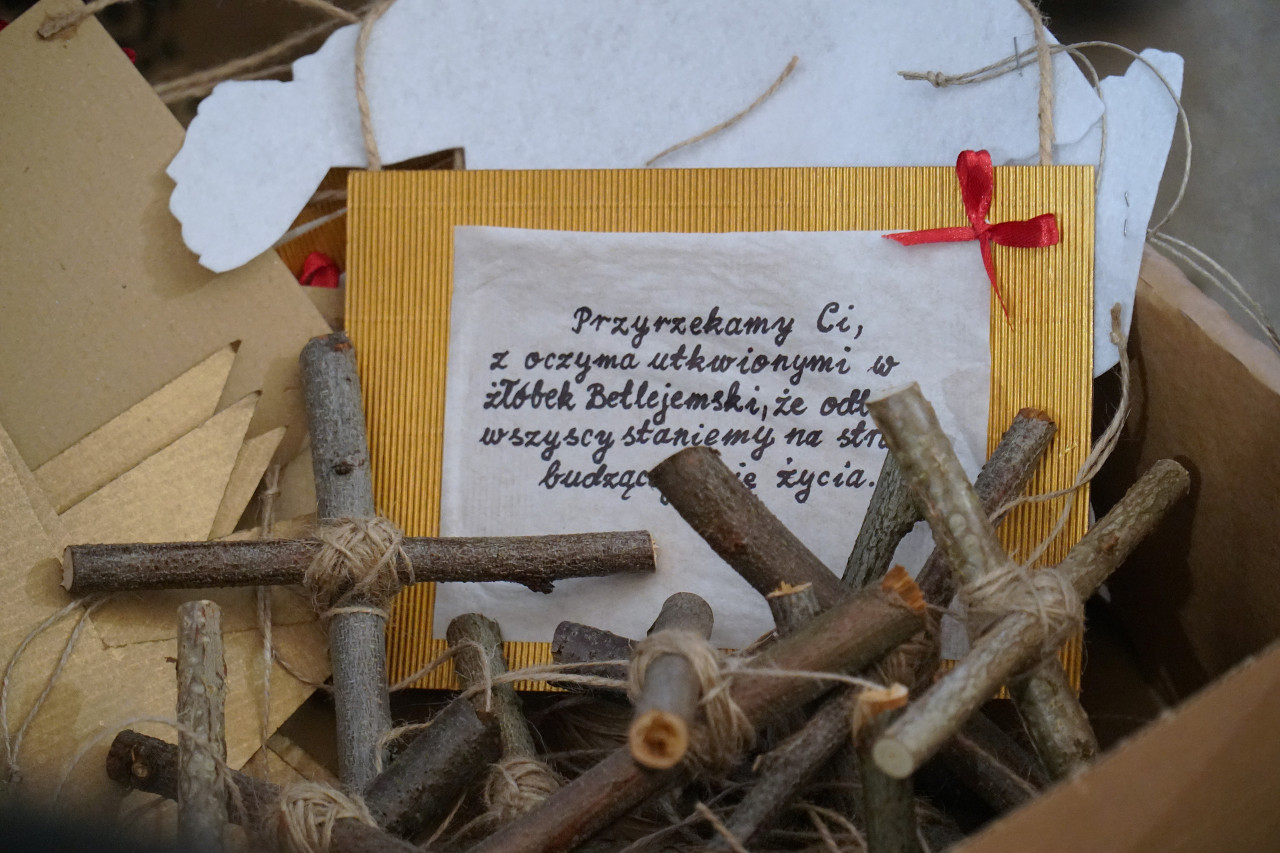 Przyrzekamy Ci,
z oczyma utkwionymi w
żłóbek Betlejemski, że
wszyscy staniemy na
życia.